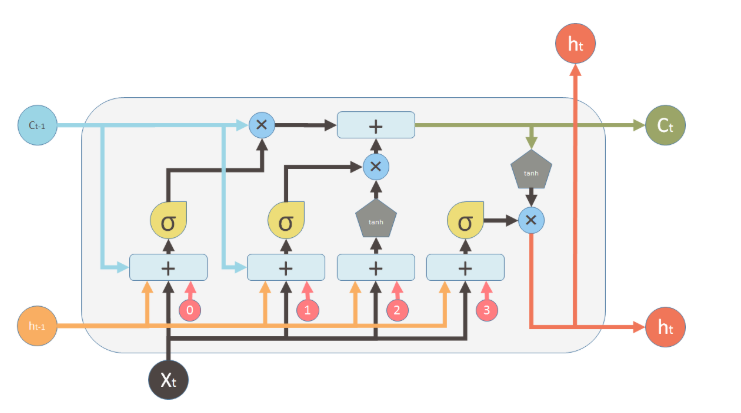 ht
Ct-1
×
+
Ct
×
tanh
σ
σ
tanh
σ
×
+
+
+
+
0
1
2
3
ht-1
ht
Xt